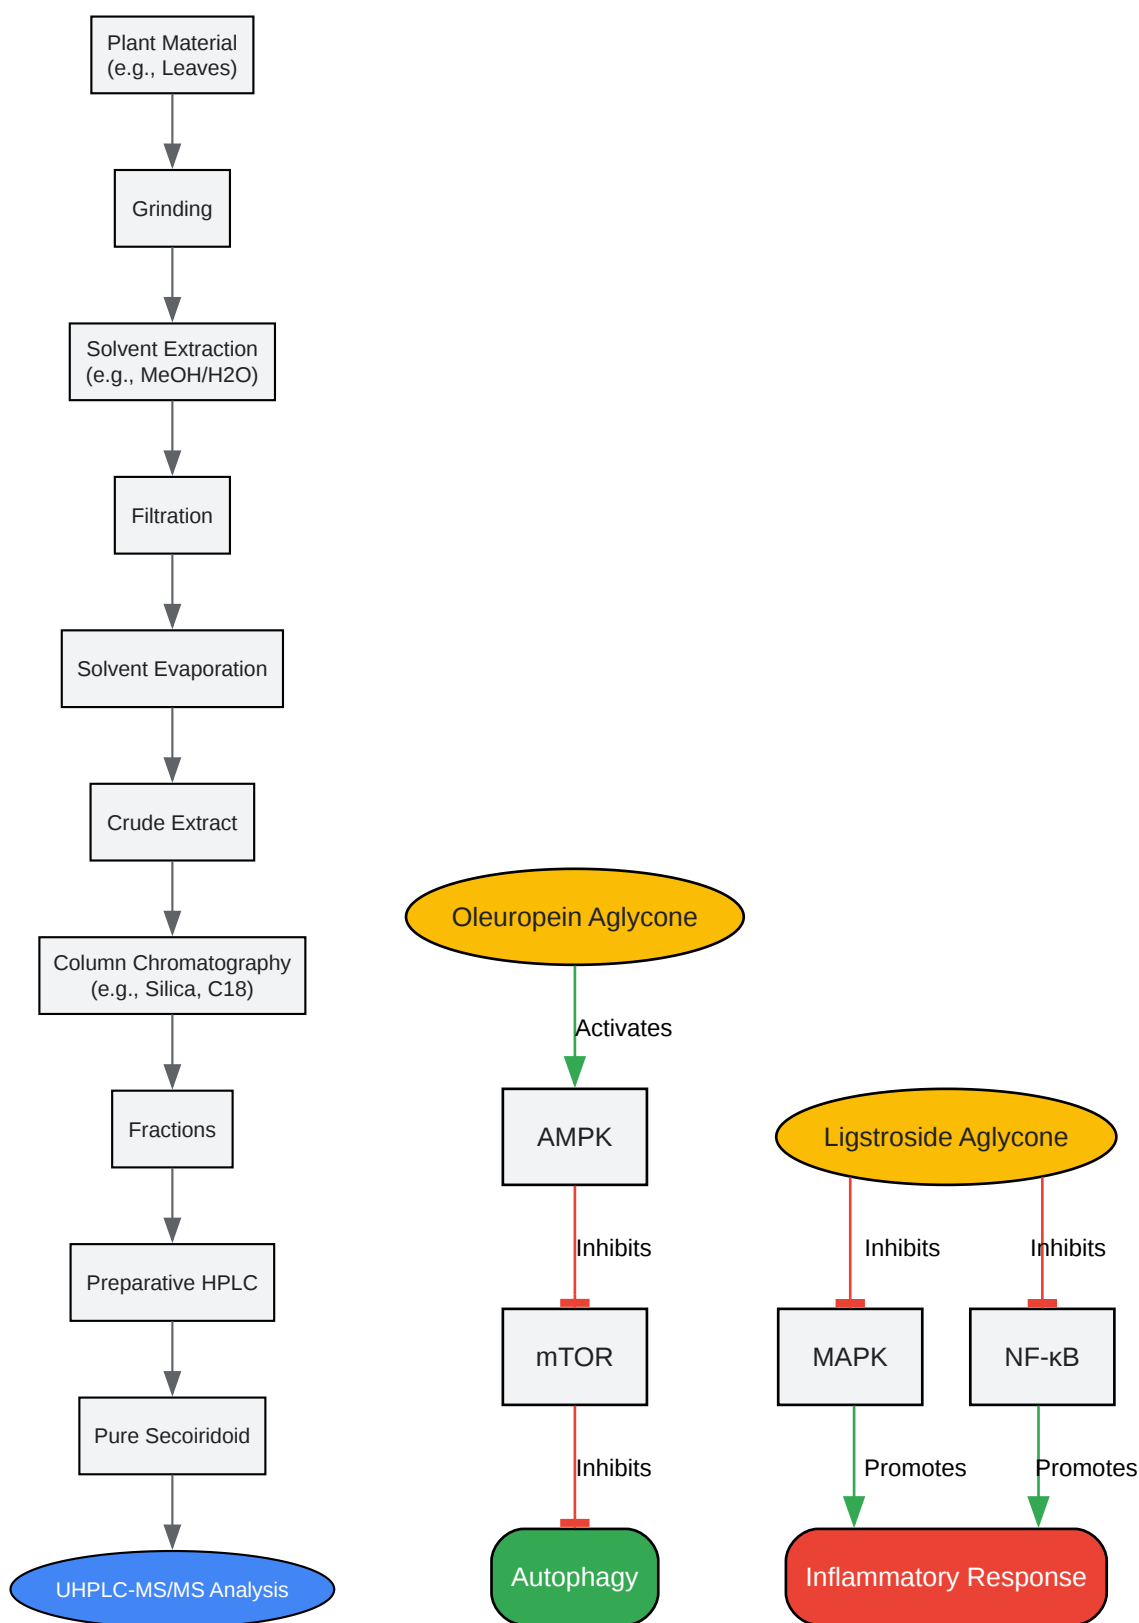 Plant Material
(e.g., Leaves)
Grinding
Solvent Extraction
(e.g., MeOH/H2O)
Filtration
Solvent Evaporation
Crude Extract
Column Chromatography
(e.g., Silica, C18)
Fractions
Preparative HPLC
Pure Secoiridoid
UHPLC-MS/MS Analysis
Oleuropein Aglycone
Activates
AMPK
Inhibits
mTOR
Inhibits
Autophagy
Ligstroside Aglycone
Inhibits
Inhibits
MAPK
NF-κB
Promotes
Promotes
Inflammatory Response